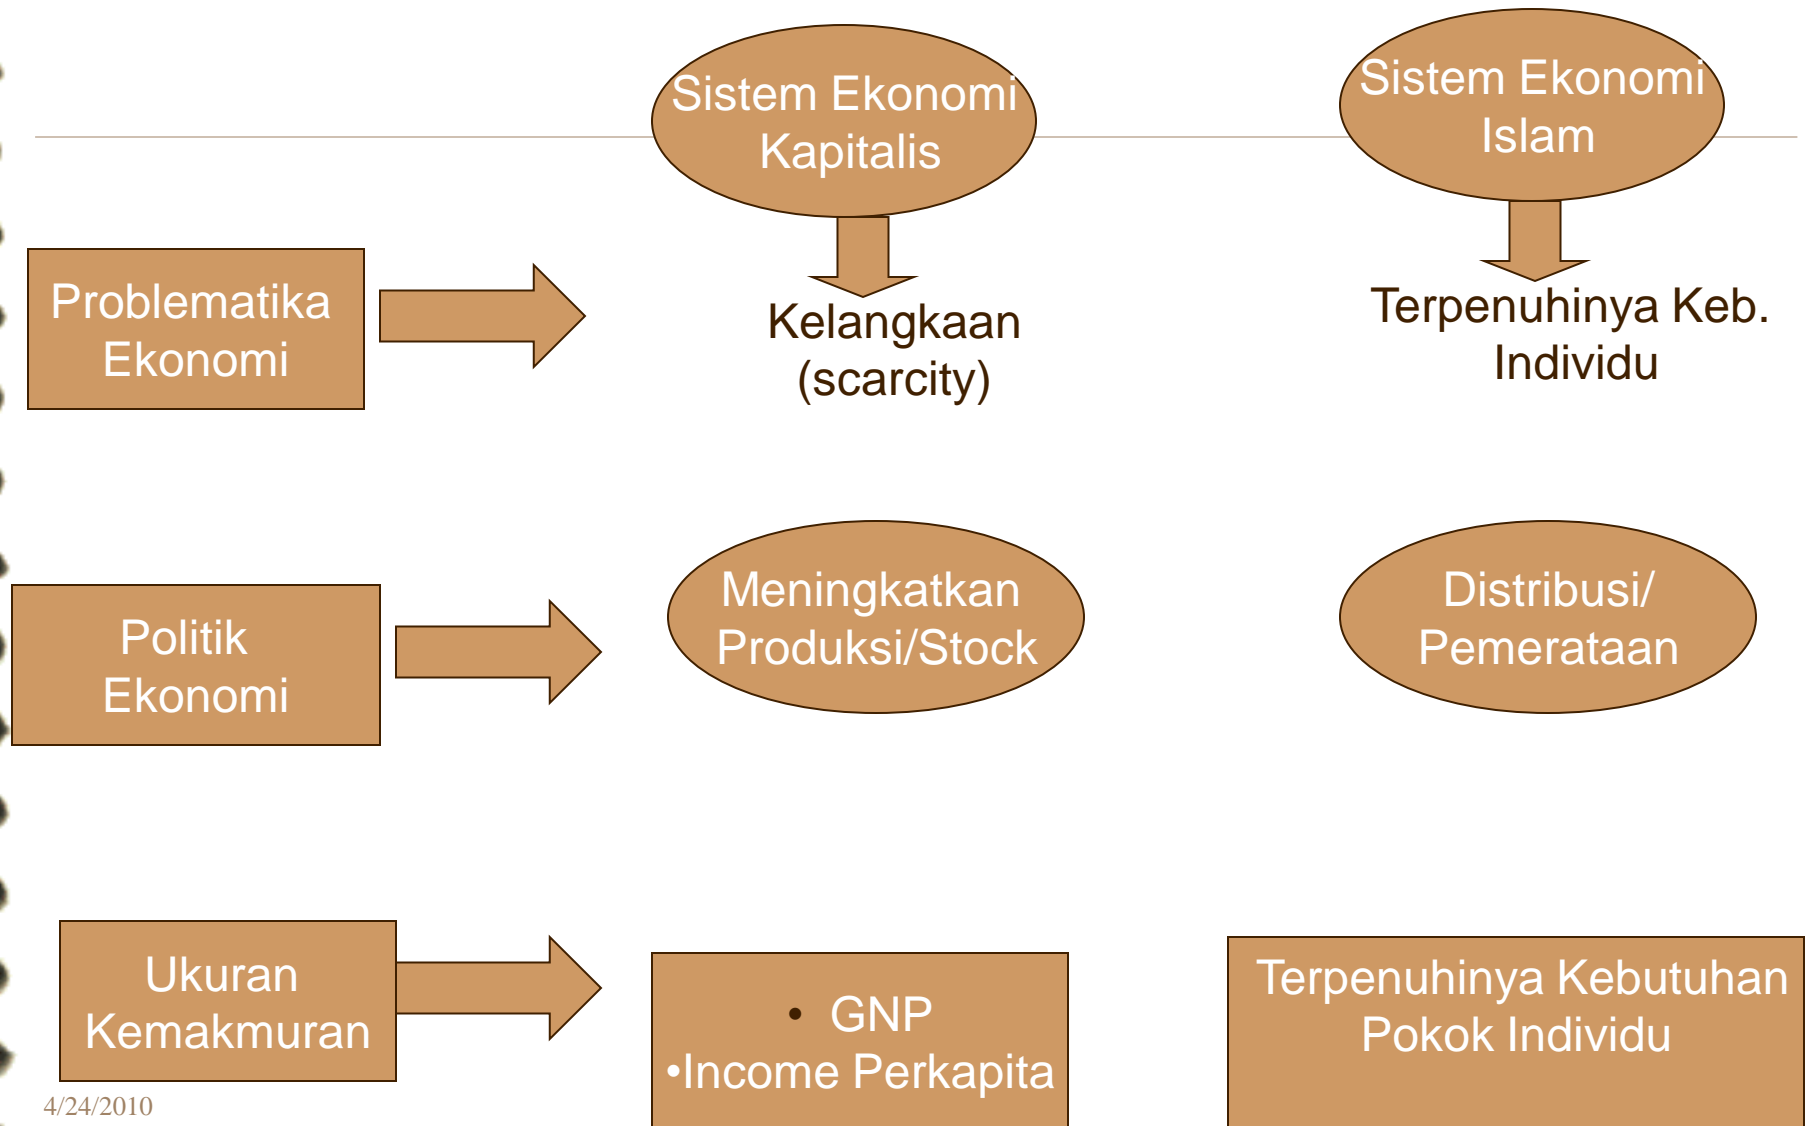 Sistem Ekonomi
Kapitalis
Sistem Ekonomi
Islam
Problematika
Ekonomi
Kelangkaan
(scarcity)
Terpenuhinya Keb.
Individu
Politik
Ekonomi
Meningkatkan
Produksi/Stock
Distribusi/
Pemerataan
Ukuran
Kemakmuran
• GNP
•Income Perkapita
Terpenuhinya Kebutuhan
Pokok Individu
4/24/2010